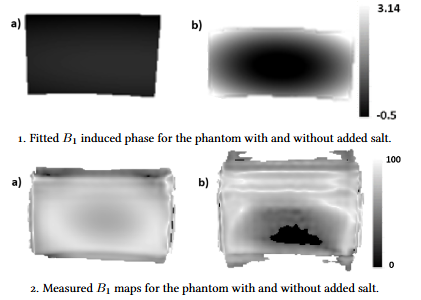 3.14
a)
b)
-0.5
1. Fitted B₁ induced phase for the phantom with and without added salt.
100
a)
b)
0
2. Measured B₁ maps for the phantom with and without added salt.